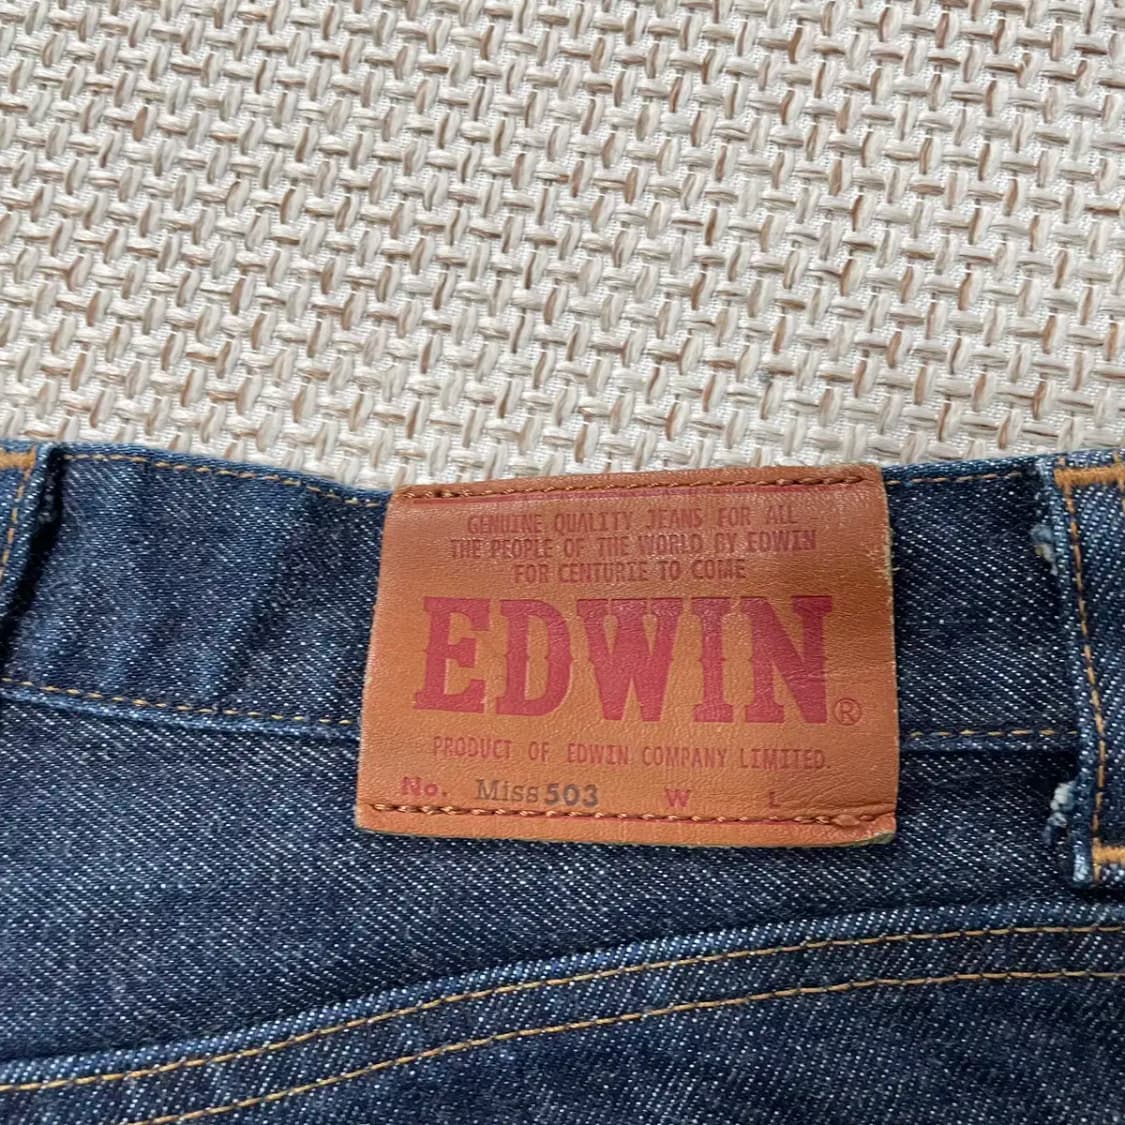 GENUINE QUALITY JEANS FOR ALL
THE PEOPLE OF THE WORLD BY EDWIN
FOR CENTURIE TO COME
EDWIN®
PRODUCT OF EDWIN COMPANY LIMITED.
No. Miss 503 W L